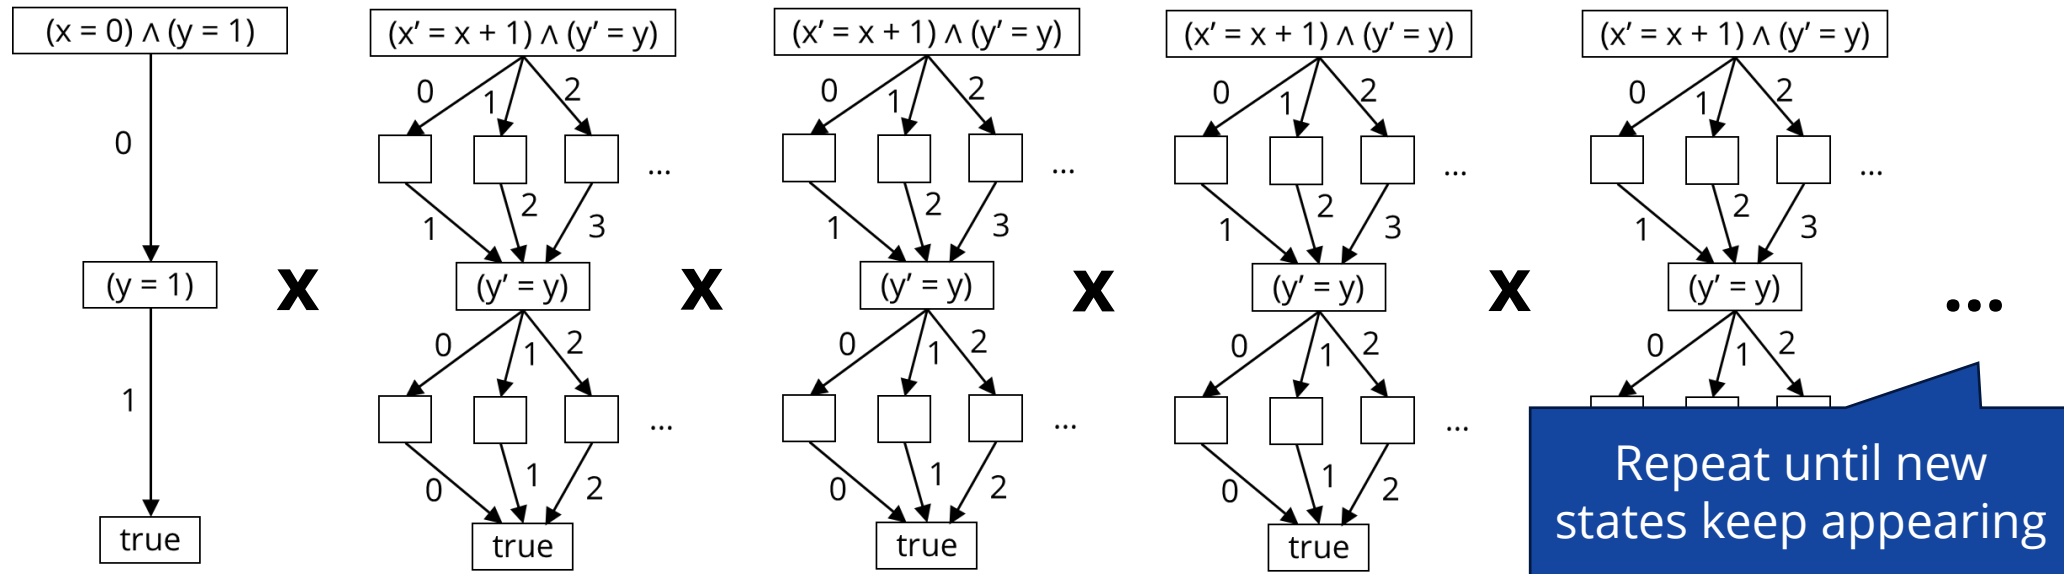 (x = 0) ∧ (y = 1)
(x’ = x + 1) ∧ (y’ = y)
(x’ = x + 1) ∧ (y’ = y)
(x’ = x + 1) ∧ (y’ = y)
(x’ = x + 1) ∧ (y’ = y)
0
0 1 2
0 1 2
0 1 2
0 1 2
...
...
...
...
1 2 3
1 2 3
1 2 3
1 2 3
(y = 1)
x
(y’ = y)
x
(y’ = y)
x
(y’ = y)
x
(y’ = y)
...
1
0 1 2
0 1 2
0 1 2
0 1 2
...
...
...
0 1 2
0 1 2
0 1 2
true
true
true
true
Repeat until new
states keep appearing